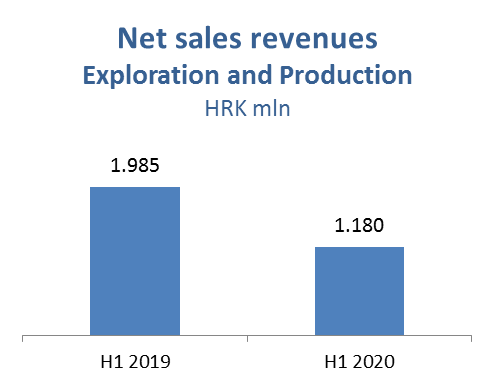 Net sales revenues
Exploration and Production
HRK mln
1.985
1.180
H1 2019
H1 2020